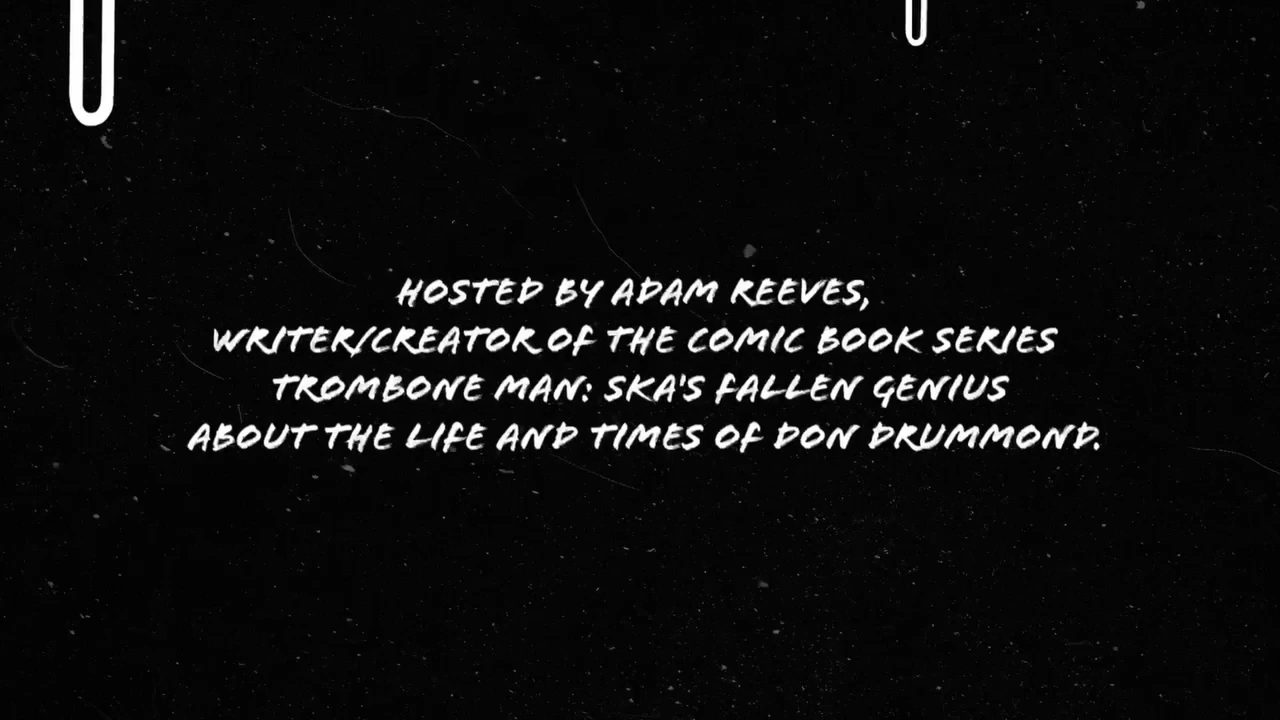 HOSTED BY ADAM REEVES,
WRITER/CREATOR OF THE COMIC BOOK SERIES
TROMBONE MAN: SKA'S FALLEN GENIUS
ABOUT THE LIFE AND TIMES OF DON DRUMMOND.